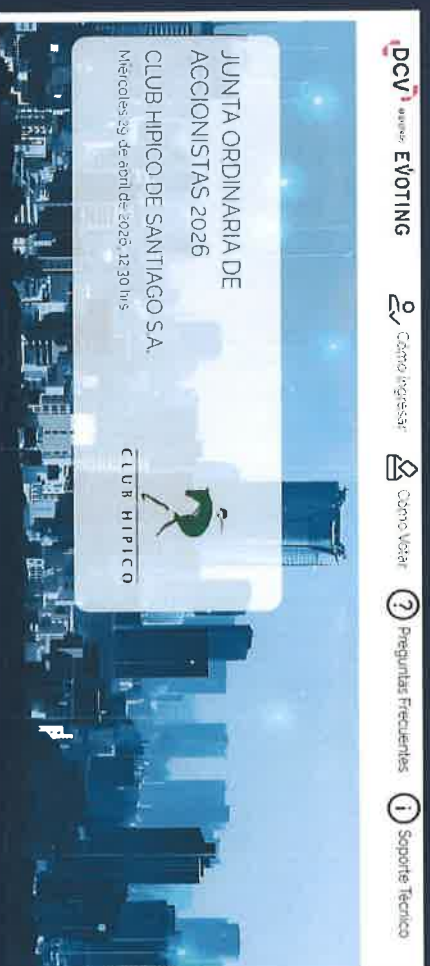 DCV EVOTING
Cómo Ingresar
Cómo Votar
Preguntas Frecuentes
Soporte Técnico
JUNTA ORDINARIA DE
ACCIONISTAS 2026
CLUB HIPICO DE SANTIAGO S.A.
Miércoles 29 de abril de 2026, 12:30 hrs
CLUB HIPICO